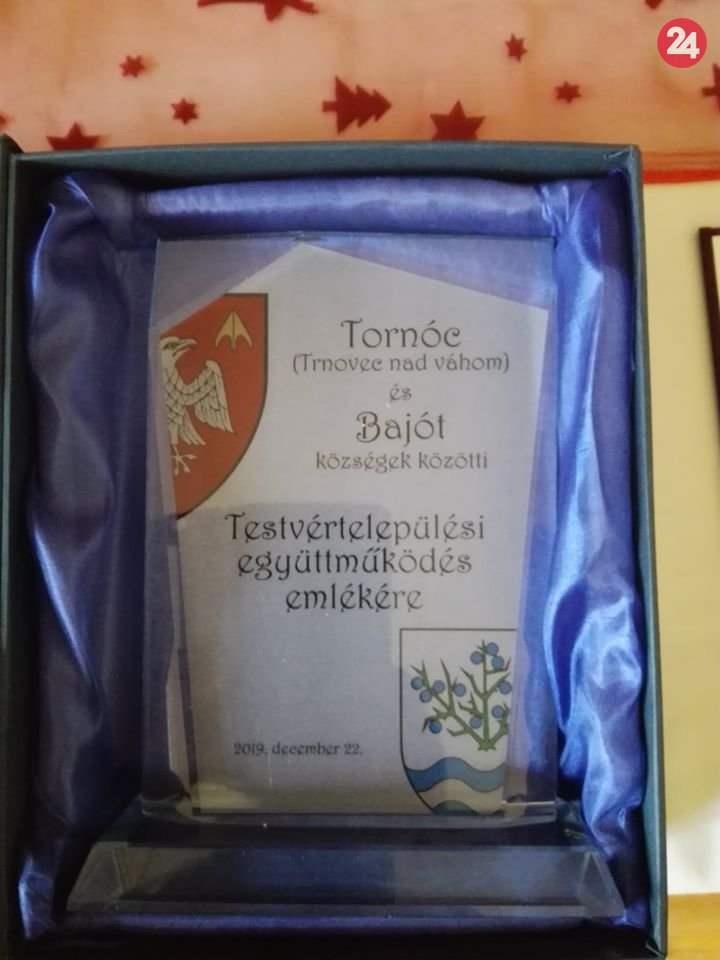 24
Tornóc
(Trnovec nad váhom)
és
Bajót
községek közötti
Testvértelepülési
együttműködés
emlékére
2019. december 22.